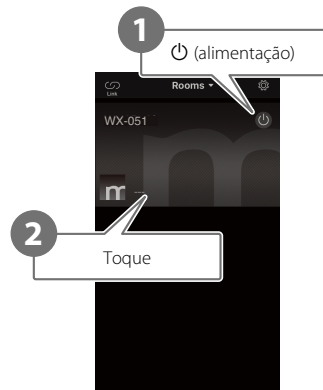 1
⏻ (alimentação)
Link
Rooms ▾
WX-051
m
2
Toque